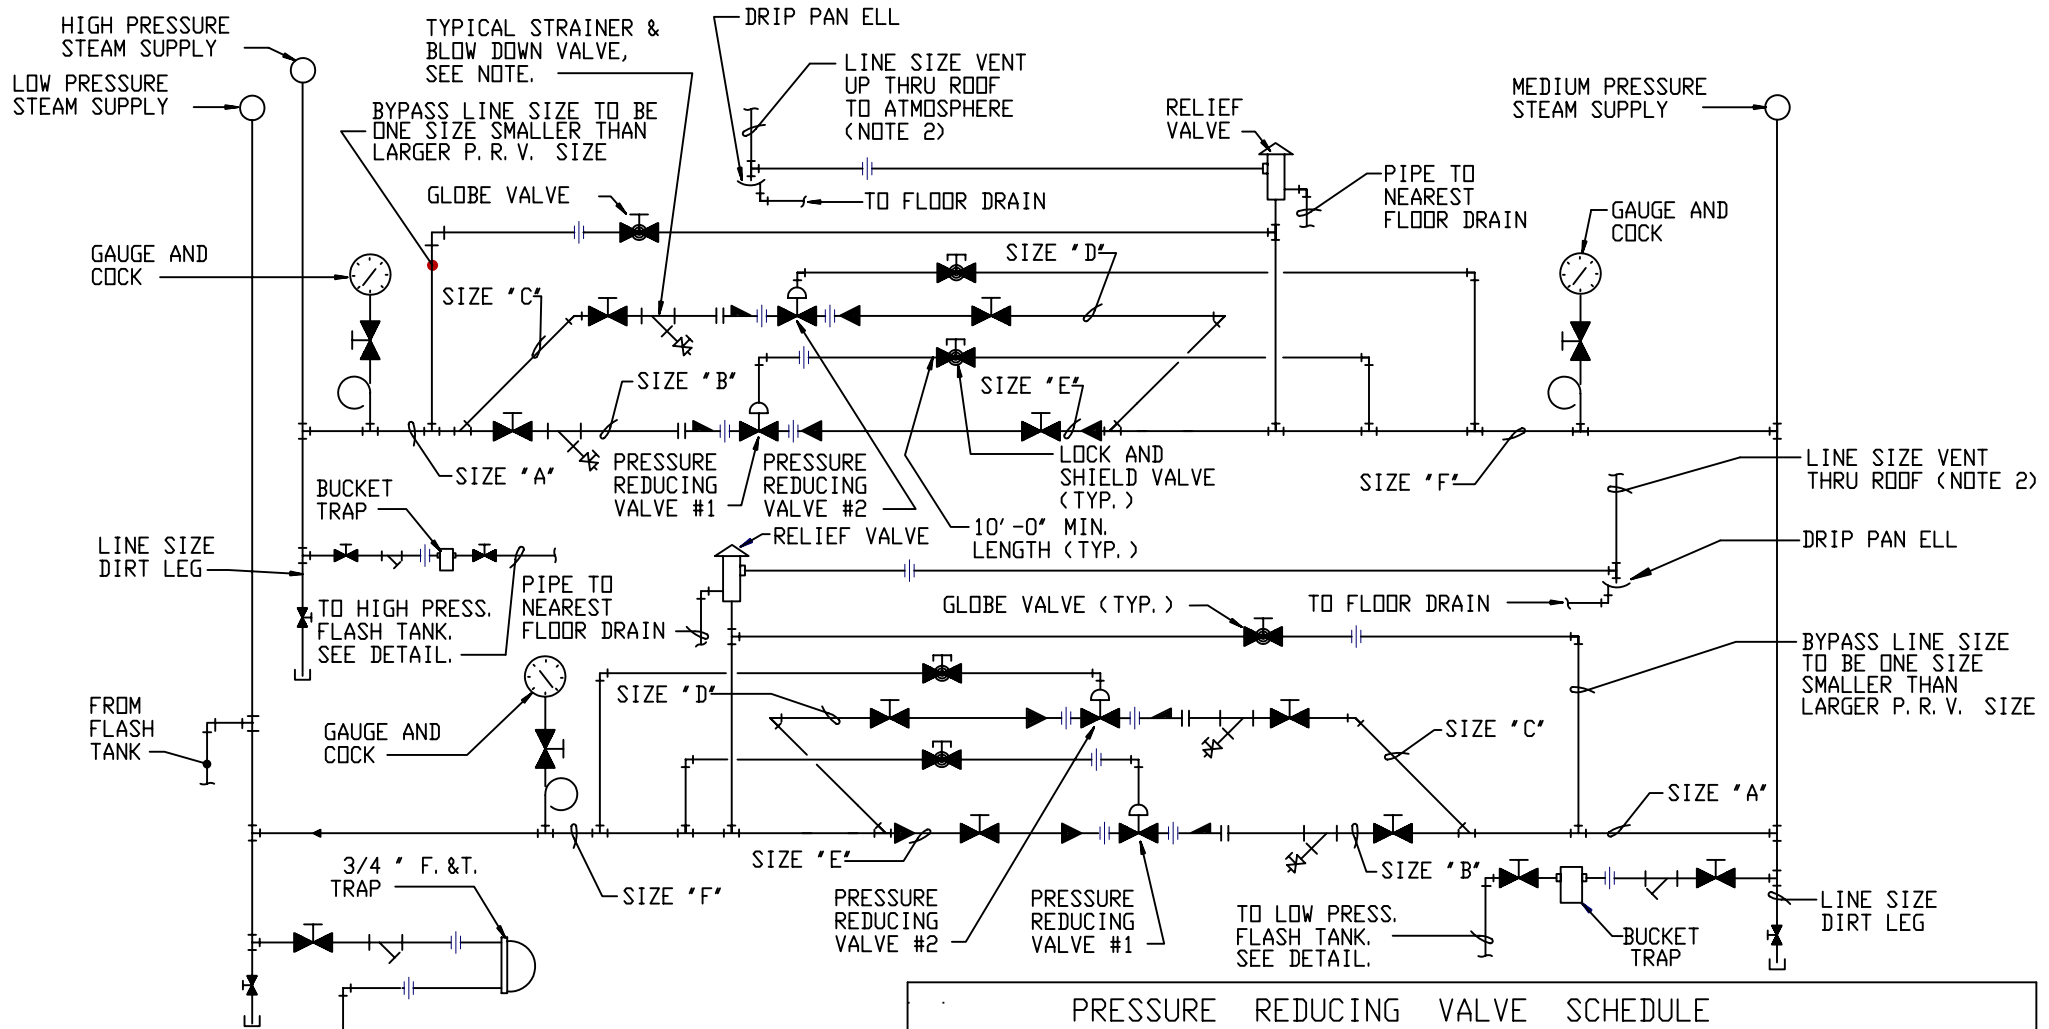 HIGH PRESSURE
STEAM SUPPLY
LOW PRESSURE
STEAM SUPPLY
TYPICAL STRAINER &
BLOW DOWN VALVE,
SEE NOTE.
DRIP PAN ELL
LINE SIZE VENT
UP THRU ROOF
TO ATMOSPHERE
(NOTE 2)
RELIEF
VALVE
MEDIUM PRESSURE
STEAM SUPPLY
BYPASS LINE SIZE TO BE
ONE SIZE SMALLER THAN
LARGER P.R.V. SIZE
GLOBE VALVE
TO FLOOR DRAIN
PIPE TO
NEAREST
FLOOR DRAIN
GAUGE AND
COCK
GAUGE AND
COCK
SIZE "C"
SIZE "D"
SIZE "B"
SIZE "E"
SIZE "A"
PRESSURE
REDUCING
VALVE #1
PRESSURE
REDUCING
VALVE #2
LOCK AND
SHIELD VALVE
(TYP.)
SIZE "F"
LINE SIZE VENT
THRU ROOF (NOTE 2)
BUCKET
TRAP
10'-0" MIN.
LENGTH (TYP.)
RELIEF VALVE
LINE SIZE
DIRT LEG
DRIP PAN ELL
TO HIGH PRESS.
FLASH TANK.
SEE DETAIL.
PIPE TO
NEAREST
FLOOR DRAIN
GLOBE VALVE (TYP.)
TO FLOOR DRAIN
BYPASS LINE SIZE
TO BE ONE SIZE
SMALLER THAN
LARGER P.R.V. SIZE
FROM
FLASH
TANK
GAUGE AND
COCK
SIZE "D"
SIZE "C"
SIZE "A"
3/4 " F.&T.
TRAP
SIZE "E"
SIZE "F"
SIZE "B"
PRESSURE
REDUCING
VALVE #2
PRESSURE
REDUCING
VALVE #1
TO LOW PRESS.
FLASH TANK.
SEE DETAIL.
BUCKET
TRAP
LINE SIZE
DIRT LEG
PRESSURE REDUCING VALVE SCHEDULE